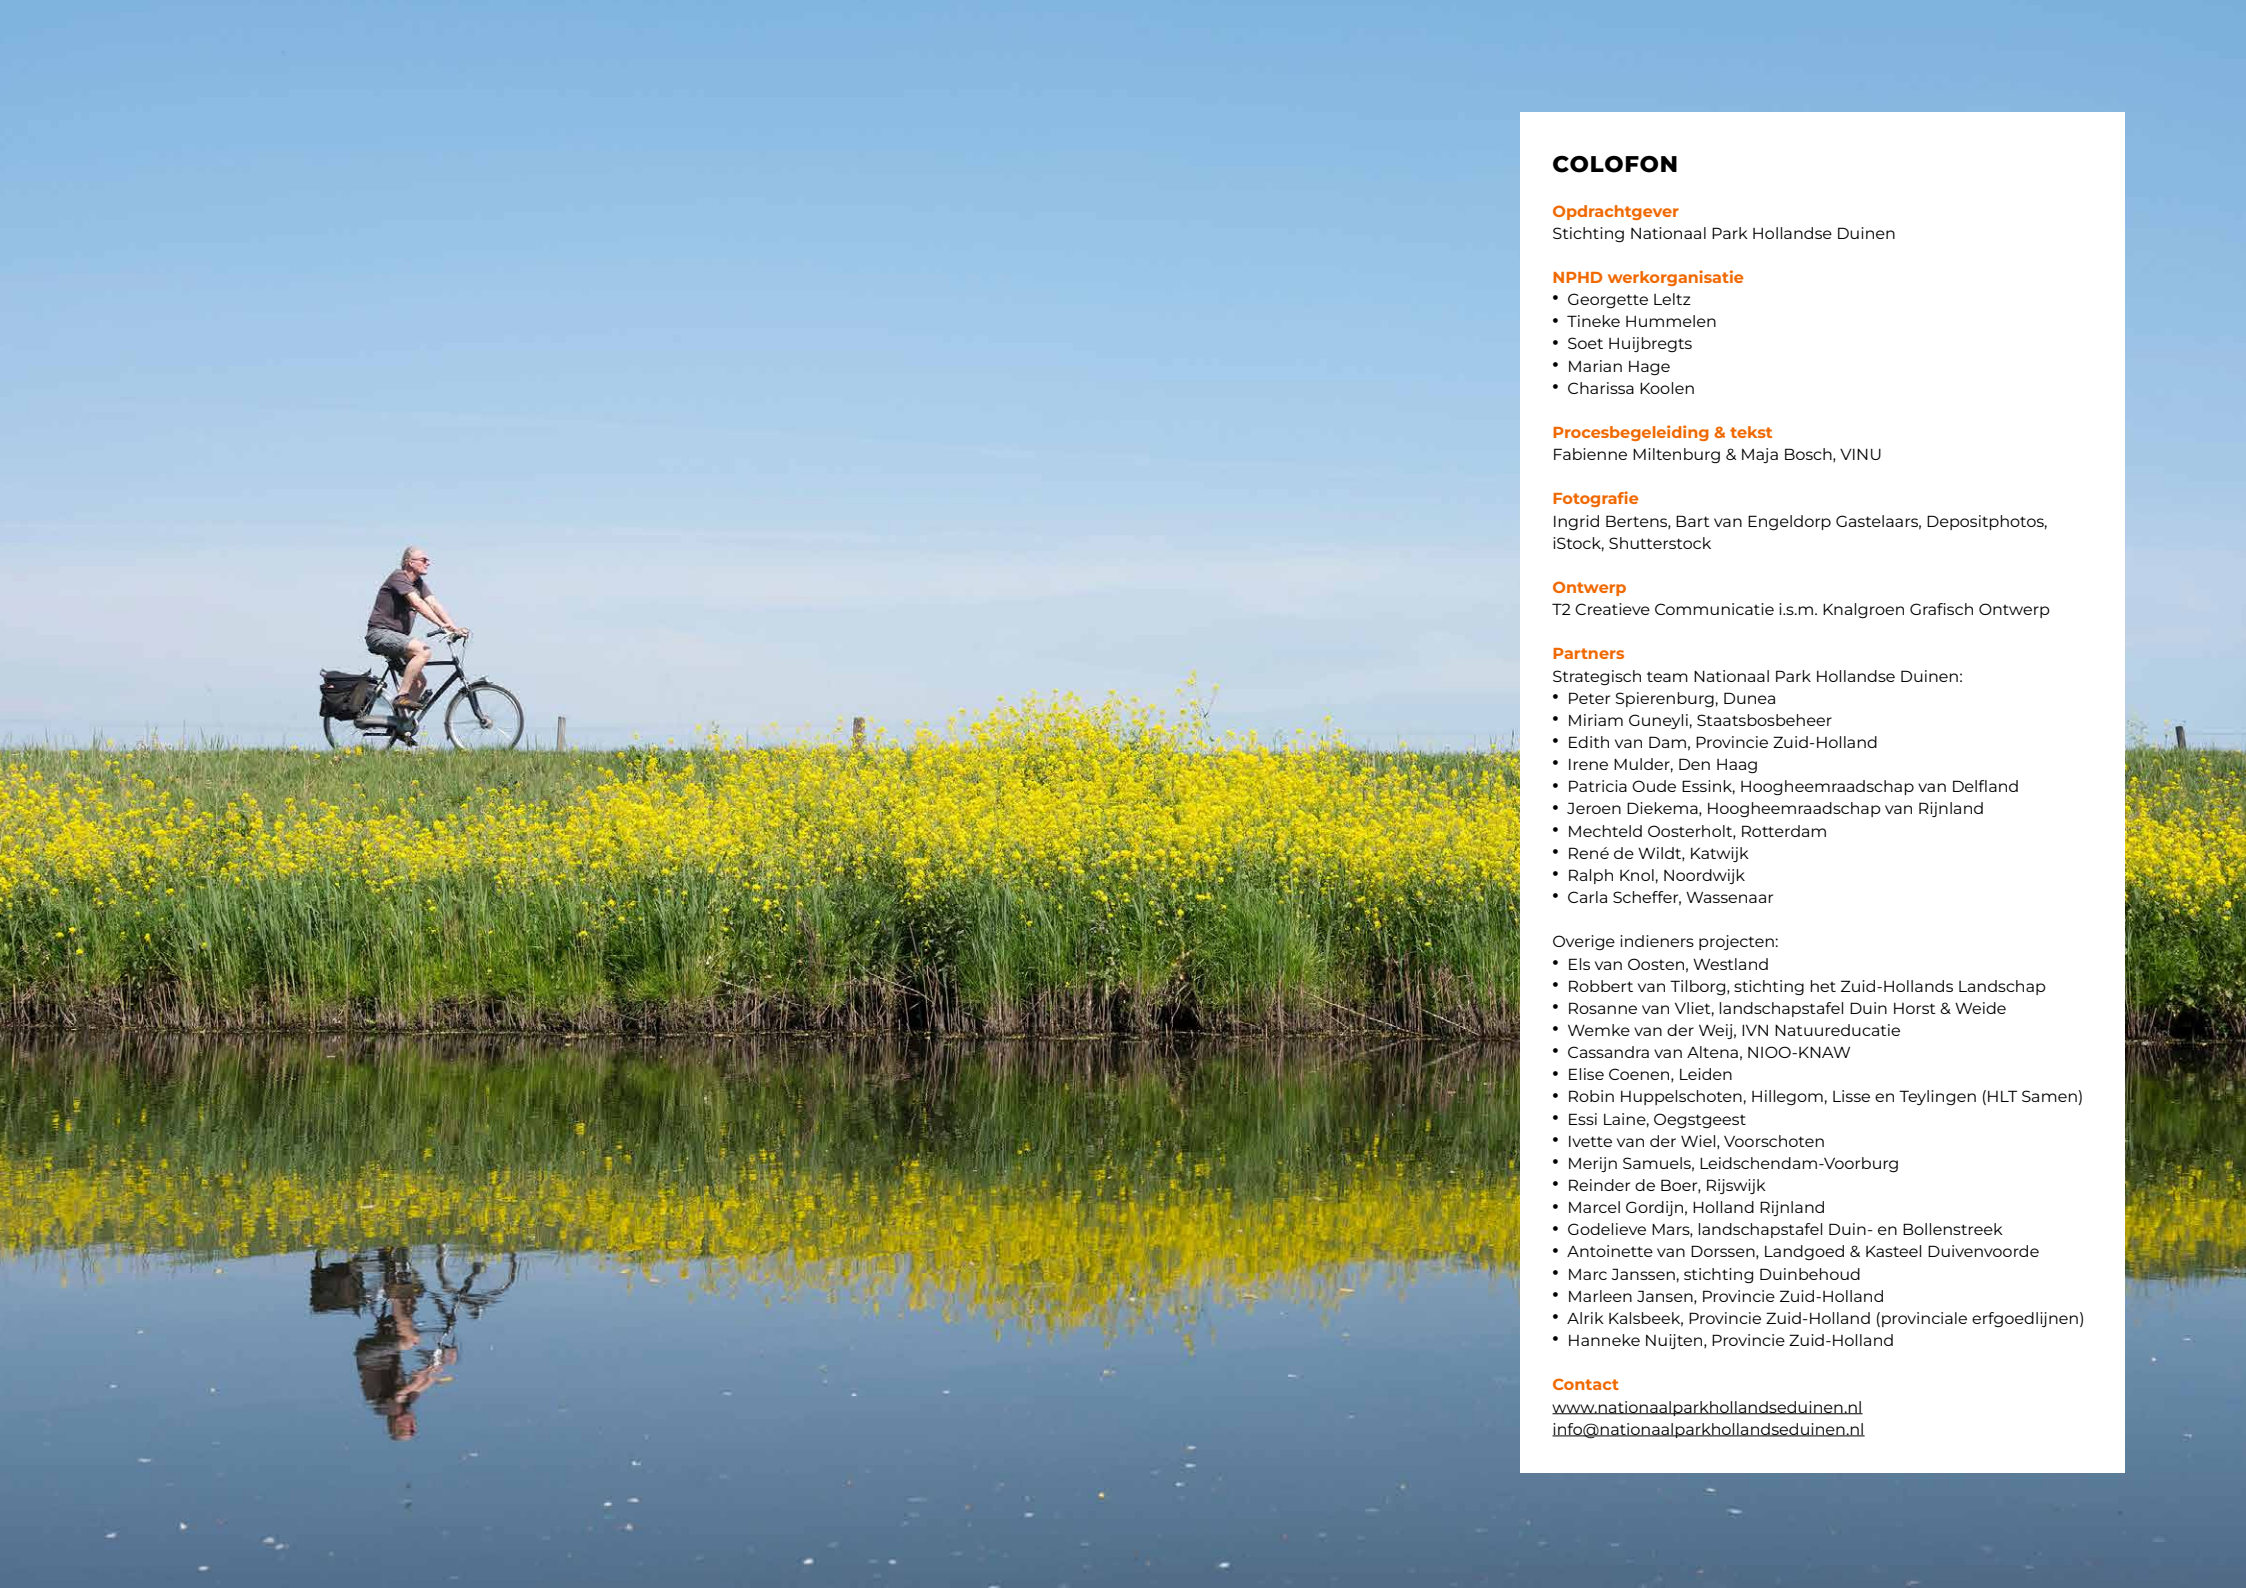 COLOFON
Opdrachtgever
Stichting Nationaal Park Hollandse Duinen
NPHD werkorganisatie
• Georgette Leltz
• Tineke Hummelen
• Soet Huijbregts
• Marian Hage
• Charissa Koolen
Procesbegeleiding & tekst
Fabienne Miltenburg & Maja Bosch, VINU
Fotografie
Ingrid Bertens, Bart van Engeldorp Gastelaars, Depositphotos,
iStock, Shutterstock
Ontwerp
T2 Creatieve Communicatie i.s.m. Knalgroen Grafisch Ontwerp
Partners
Strategisch team Nationaal Park Hollandse Duinen:
• Peter Spierenburg, Dunea
• Miriam Guneyli, Staatsbosbeheer
• Edith van Dam, Provincie Zuid-Holland
• Irene Mulder, Den Haag
• Patricia Oude Essink, Hoogheemraadschap van Delfland
• Jeroen Diekema, Hoogheemraadschap van Rijnland
• Mechteld Oosterholt, Rotterdam
• René de Wildt, Katwijk
• Ralph Knol, Noordwijk
• Carla Scheffer, Wassenaar
Overige indieners projecten:
• Els van Oosten, Westland
• Robbert van Tilborg, stichting het Zuid-Hollands Landschap
• Rosanne van Vliet, landschapstafel Duin Horst & Weide
• Wemke van der Weij, IVN Natuureducatie
• Cassandra van Altena, NIOO-KNAW
• Elise Coenen, Leiden
• Robin Huppelschoten, Hillegom, Lisse en Teylingen (HLT Samen)
• Essi Laine, Oegstgeest
• Ivette van der Wiel, Voorschoten
• Merijn Samuels, Leidschendam-Voorburg
• Reinder de Boer, Rijswijk
• Marcel Gordijn, Holland Rijnland
• Godelieve Mars, landschapstafel Duin- en Bollenstreek
• Antoinette van Dorssen, Landgoed & Kasteel Duivenvoorde
• Marc Janssen, stichting Duinbehoud
• Marleen Jansen, Provincie Zuid-Holland
• Alrik Kalsbeek, Provincie Zuid-Holland (provinciale erfgoedlijnen)
• Hanneke Nuijten, Provincie Zuid-Holland
Contact
www.nationaalparkhollandseduinen.nl
info@nationaalparkhollandseduinen.nl